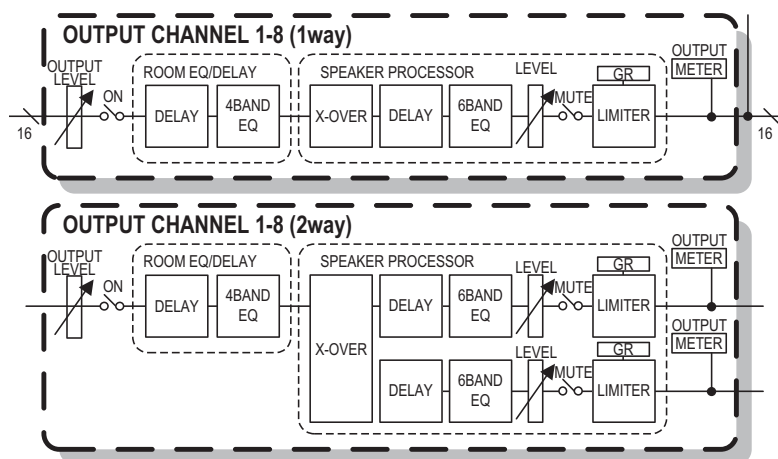 OUTPUT CHANNEL 1-8 (1way)
OUTPUT
LEVEL
ON
ROOM EQ/DELAY
DELAY
4BAND
EQ
SPEAKER PROCESSOR
X-OVER
DELAY
6BAND
EQ
LEVEL
MUTE
GR
LIMITER
OUTPUT
METER
16
16
OUTPUT CHANNEL 1-8 (2way)
OUTPUT
LEVEL
ON
ROOM EQ/DELAY
DELAY
4BAND
EQ
SPEAKER PROCESSOR
X-OVER
DELAY
6BAND
EQ
LEVEL
MUTE
GR
LIMITER
OUTPUT
METER
DELAY
6BAND
EQ
LEVEL
MUTE
GR
LIMITER
OUTPUT
METER